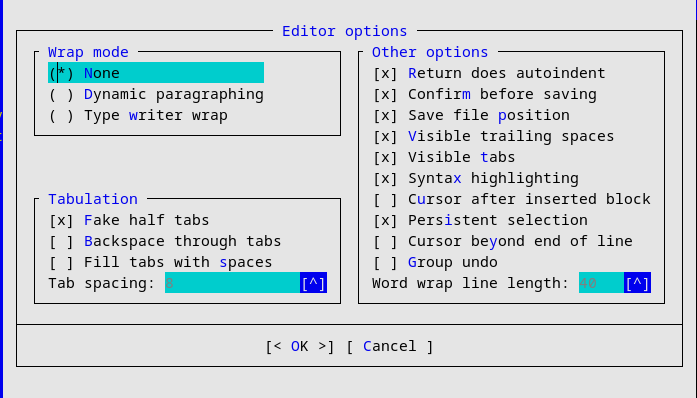 Editor options
Wrap mode
(*) None
( ) Dynamic paragraphing
( ) Type writer wrap
Tabulation
[x] Fake half tabs
[ ] Backspace through tabs
[ ] Fill tabs with spaces
Tab spacing: 8 [^]
Other options
[x] Return does autoindent
[x] Confirm before saving
[x] Save file position
[x] Visible trailing spaces
[x] Visible tabs
[x] Syntax highlighting
[ ] Cursor after inserted block
[x] Persistent selection
[ ] Cursor beyond end of line
[ ] Group undo
Word wrap line length: 40 [^]
[< OK >] [ Cancel ]